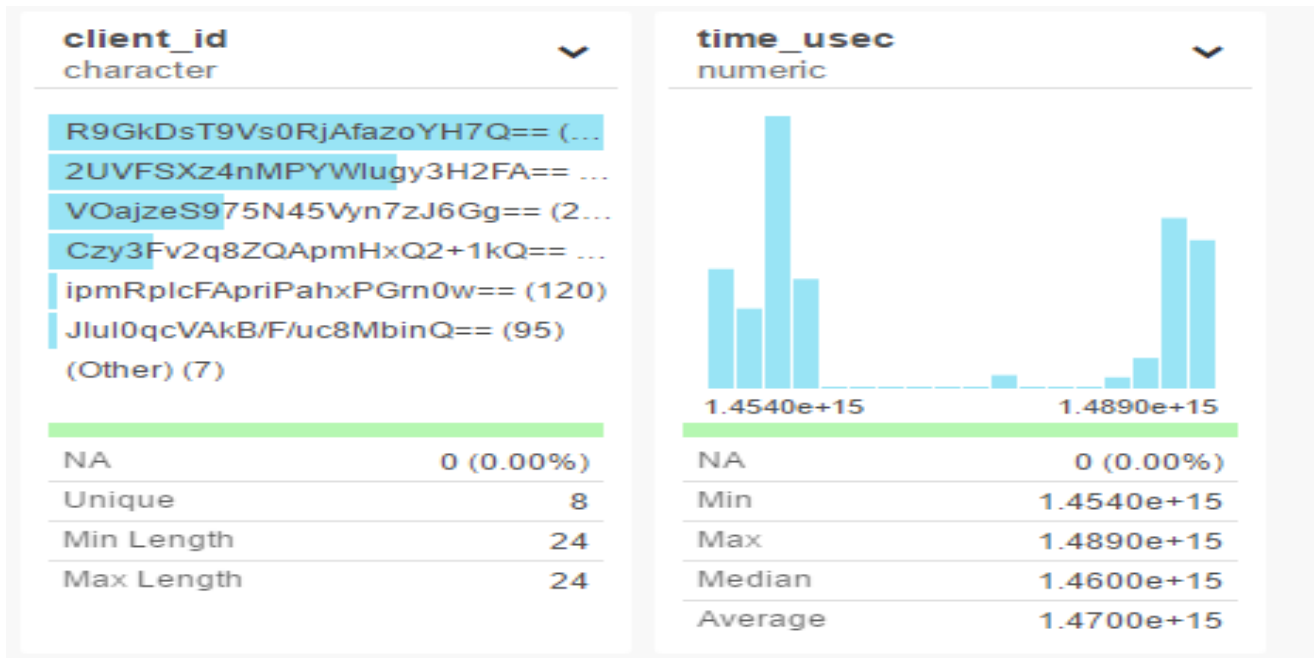 client_id
character
R9GkDsT9Vs0RjAfazoYH7Q== (...
2UVFSXz4nMPYWlugy3H2FA== ...
VOajzeS975N45Vyn7zJ6Gg== (2...
Czy3Fv2q8ZQApmHxQ2+1kQ== ...
ipmRplcFApriPahxPGrn0w== (120)
JIuI0qcVAkB/F/uc8MbinQ== (95)
(Other) (7)
NA 0 (0.00%)
Unique 8
Min Length 24
Max Length 24
time_usec
numeric
1.4540e+15 1.4890e+15
NA 0 (0.00%)
Min 1.4540e+15
Max 1.4890e+15
Median 1.4600e+15
Average 1.4700e+15